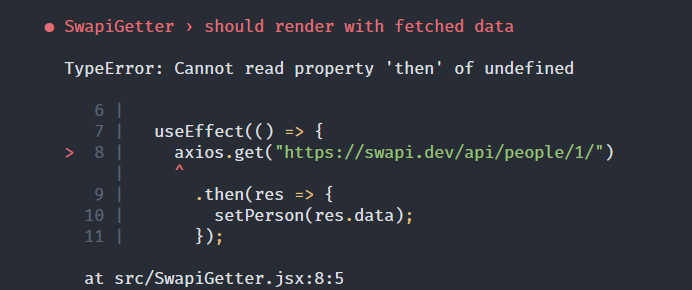 ● SwapiGetter › should render with fetched data
TypeError: Cannot read property 'then' of undefined
6 |
7 |   useEffect(() => {
> 8 |     axios.get("https://swapi.dev/api/people/1/")
|     ^
9 |       .then(res => {
10 |         setPerson(res.data);
11 |       });
at src/SwapiGetter.jsx:8:5